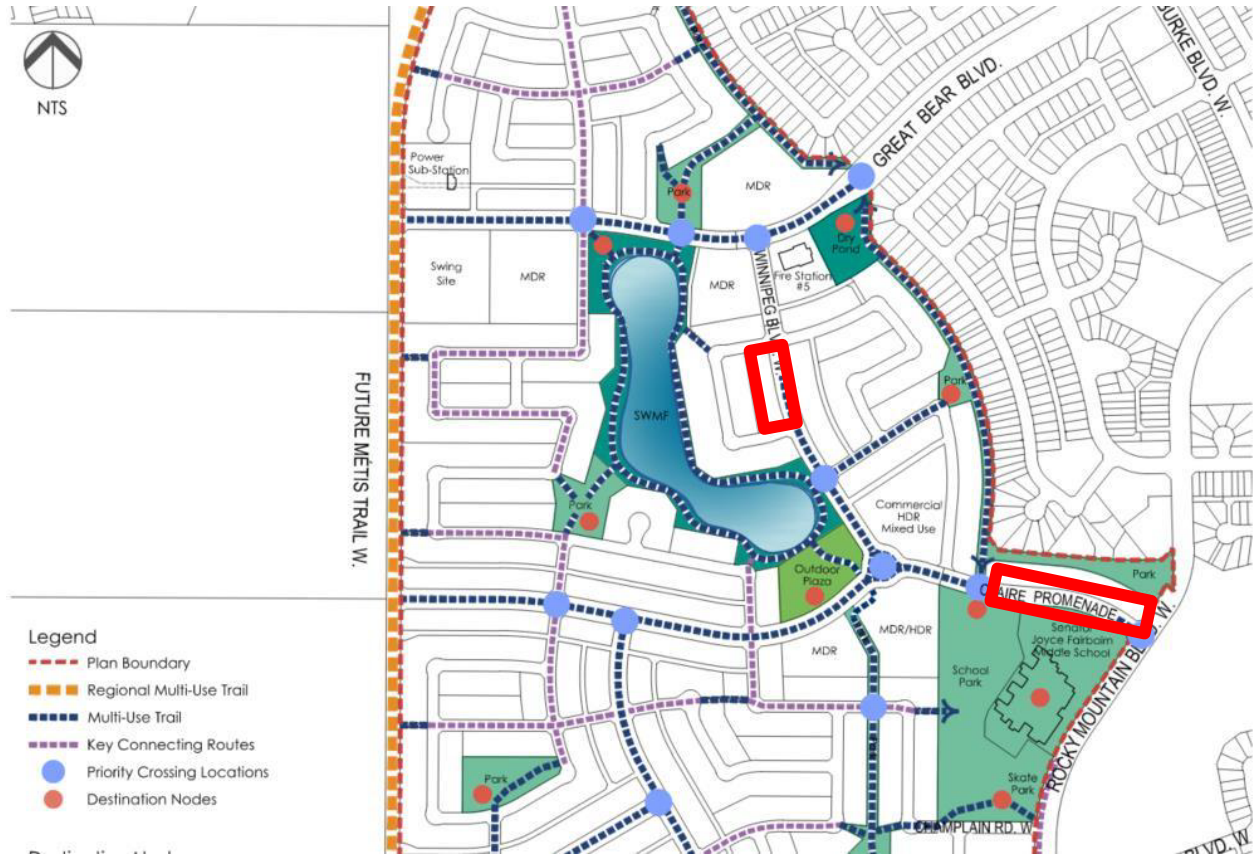 NTS
GREAT BEAR BLVD.
BLVD. W.
Power
Sub-Station
Park
MDR
Dry
Pond
Swing
Site
MDR
MDR
Fire Station
#5
WINNIPEG
W.
FUTURE MÉTIS TRAIL W.
SWMF
Park
Park
Commercial
HDR
Mixed Use
Outdoor
Plaza
Park
PROMENADE
MDR/HDR
MDR
Senator
Joyce Fairbairn
Middle School
School
Park
ROCKY MOUNTAIN
W.
Skate
Park
CHAMPLAIN RD. W
BLVD. W
Park
Legend
Plan Boundary
Regional Multi-Use Trail
Multi-Use Trail
Key Connecting Routes
Priority Crossing Locations
Destination Nodes